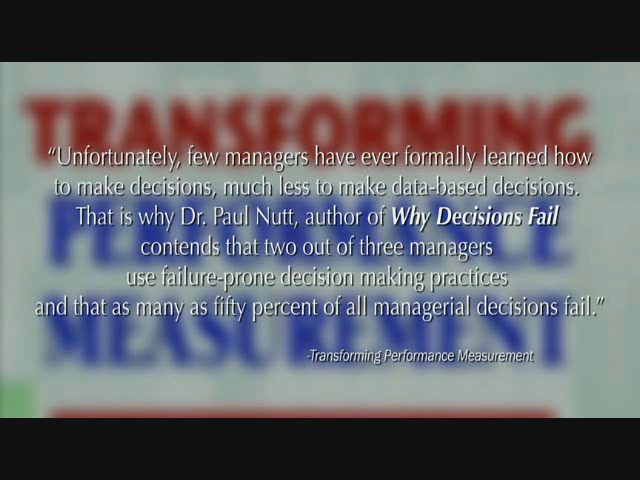 TRANSFORMING
PERFORMANCE
MEASUREMENT
“Unfortunately, few managers have ever formally learned how
to make decisions, much less to make data-based decisions.
That is why Dr. Paul Nutt, author of Why Decisions Fail
contends that two out of three managers
use failure-prone decision making practices
and that as many as fifty percent of all managerial decisions fail.”
-Transforming Performance Measurement